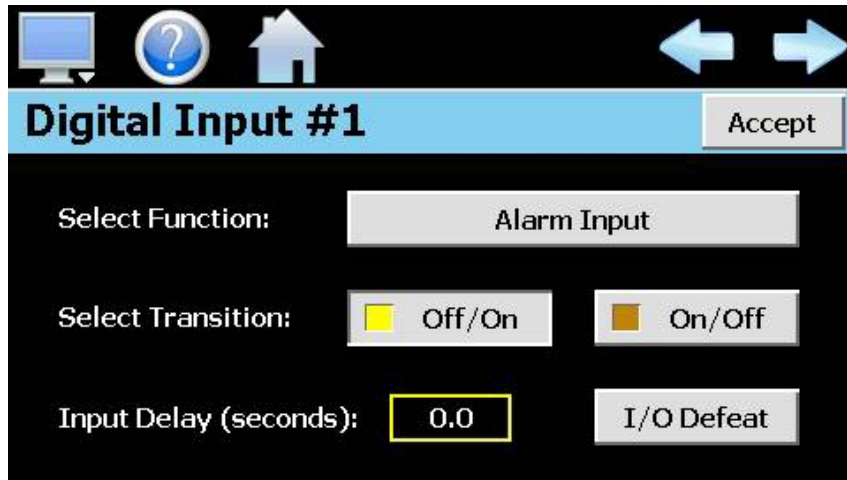 ?
Digital Input #1 Accept
Select Function: Alarm Input
Select Transition: Off/On On/Off
Input Delay (seconds): 0.0 I/O Defeat